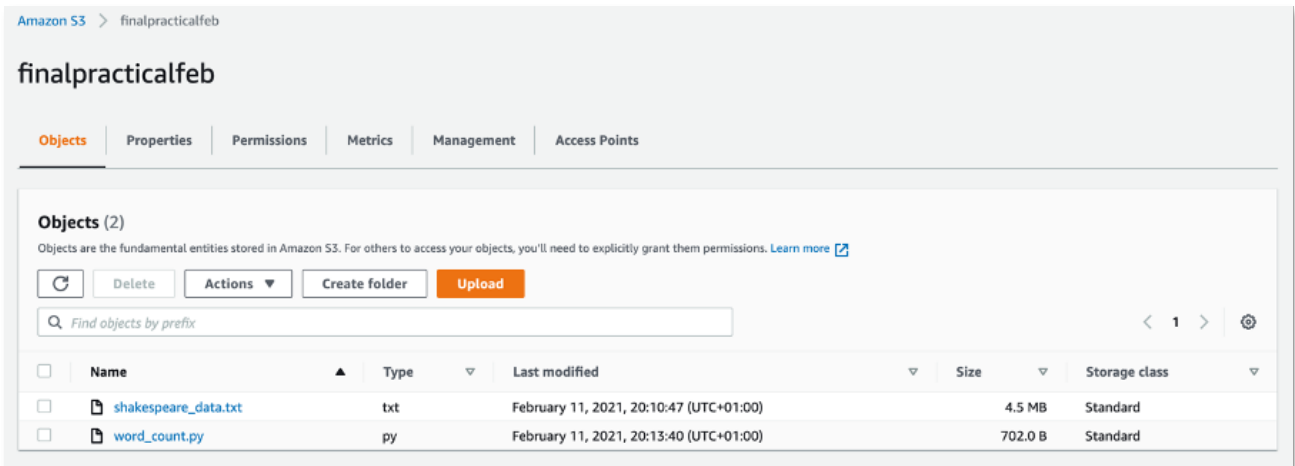 Amazon S3 > finalpracticalfeb
finalpracticalfeb
Objects Properties Permissions Metrics Management Access Points
Objects (2)
Objects are the fundamental entities stored in Amazon S3. For others to access your objects, you'll need to explicitly grant them permissions. Learn more
Delete Actions Create folder Upload
Find objects by prefix < 1 >
Name Type Last modified Size Storage class
shakespeare_data.txt txt February 11, 2021, 20:10:47 (UTC+01:00) 4.5 MB Standard
word_count.py py February 11, 2021, 20:13:40 (UTC+01:00) 702.0 B Standard